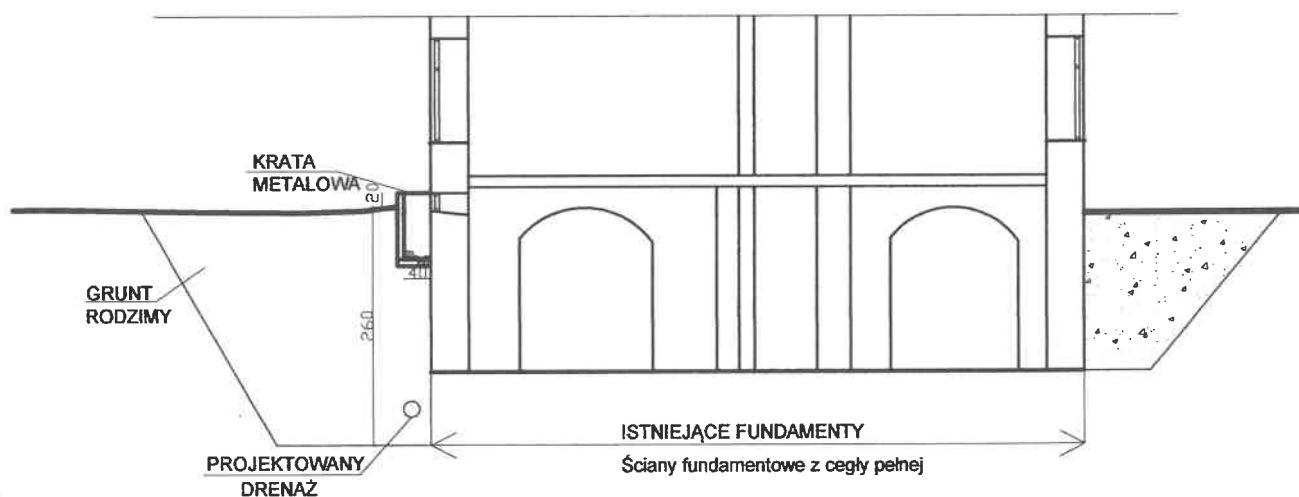 KRATA
METALOWA
20
40
GRUNT
RODZIMY
260
ISTNIEJĄCE FUNDAMENTY
PROJEKTOWANY
DRENAŻ
Ściany fundamentowe z cegły pełnej